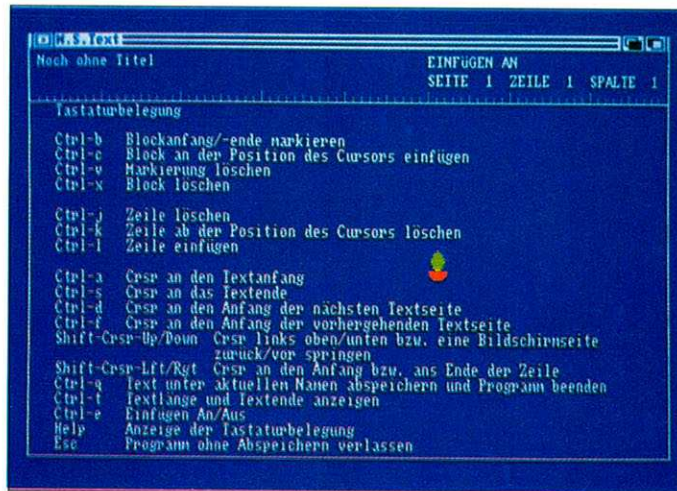 M.S.Text
Noch ohne Titel
EINFÜGEN AN
SEITE 1 ZEILE 1 SPALTE 1
Tastaturbelegung
Ctrl-b Blockanfang/-ende markieren
Ctrl-c Block an der Position des Cursors einfügen
Ctrl-v Markierung löschen
Ctrl-x Block löschen
Ctrl-j Zeile löschen
Ctrl-k Zeile ab der Position des Cursors löschen
Ctrl-l Zeile einfügen
Ctrl-a Crsr an den Textanfang
Ctrl-s Crsr an das Textende
Ctrl-d Crsr an den Anfang der nächsten Textseite
Ctrl-f Crsr an den Anfang der vorhergehenden Textseite
Shift-Crsr-Up/Down Crsr links oben/unten bzw. eine Bildschirmseite
zurück/vor springen
Shift-Crsr-Lft/Rgt Crsr an den Anfang bzw. ans Ende der Zeile
Ctrl-q Text unter aktuellem Namen abspeichern und Programm beenden
Ctrl-t Textlänge und Textende anzeigen
Ctrl-e Einfügen An/Aus
Help Anzeige der Tastaturbelegung
Esc Programm ohne Abspeichern verlassen